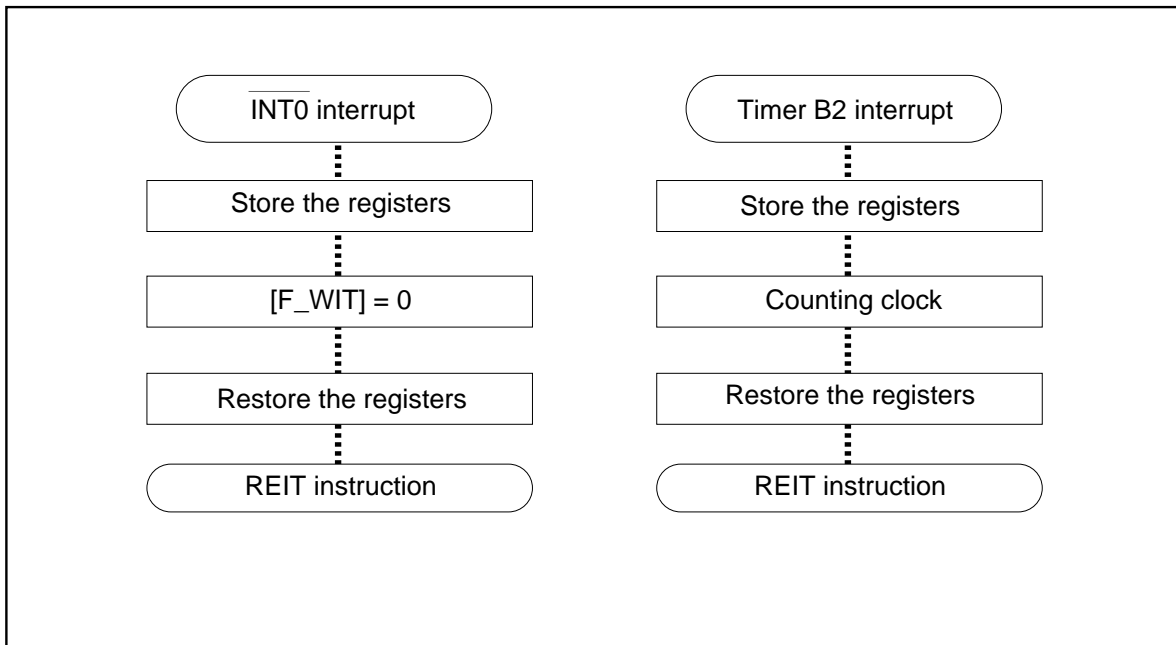 INT0 interrupt
Store the registers
[F_WIT] = 0
Restore the registers
REIT instruction
Timer B2 interrupt
Store the registers
Counting clock
Restore the registers
REIT instruction